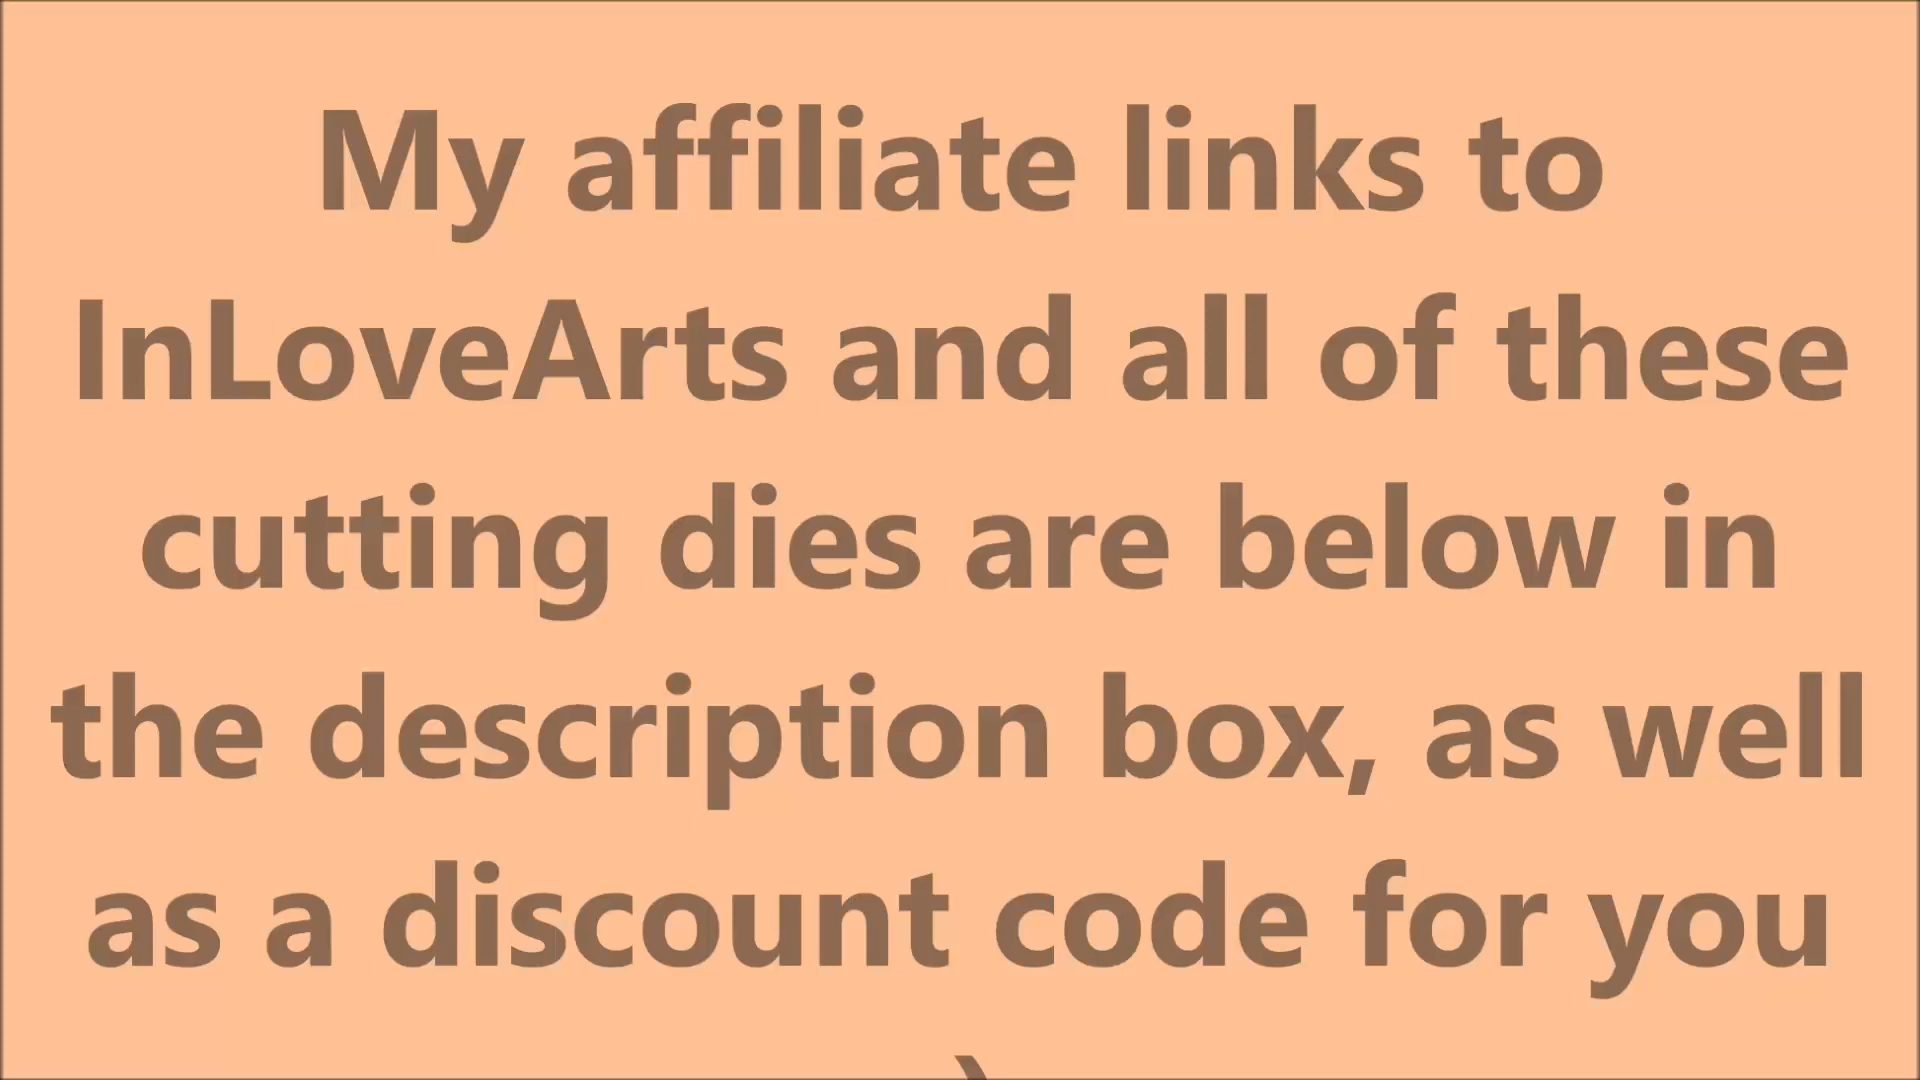 My affiliate links to
InLoveArts and all of these
cutting dies are below in
the description box, as well
as a discount code for you